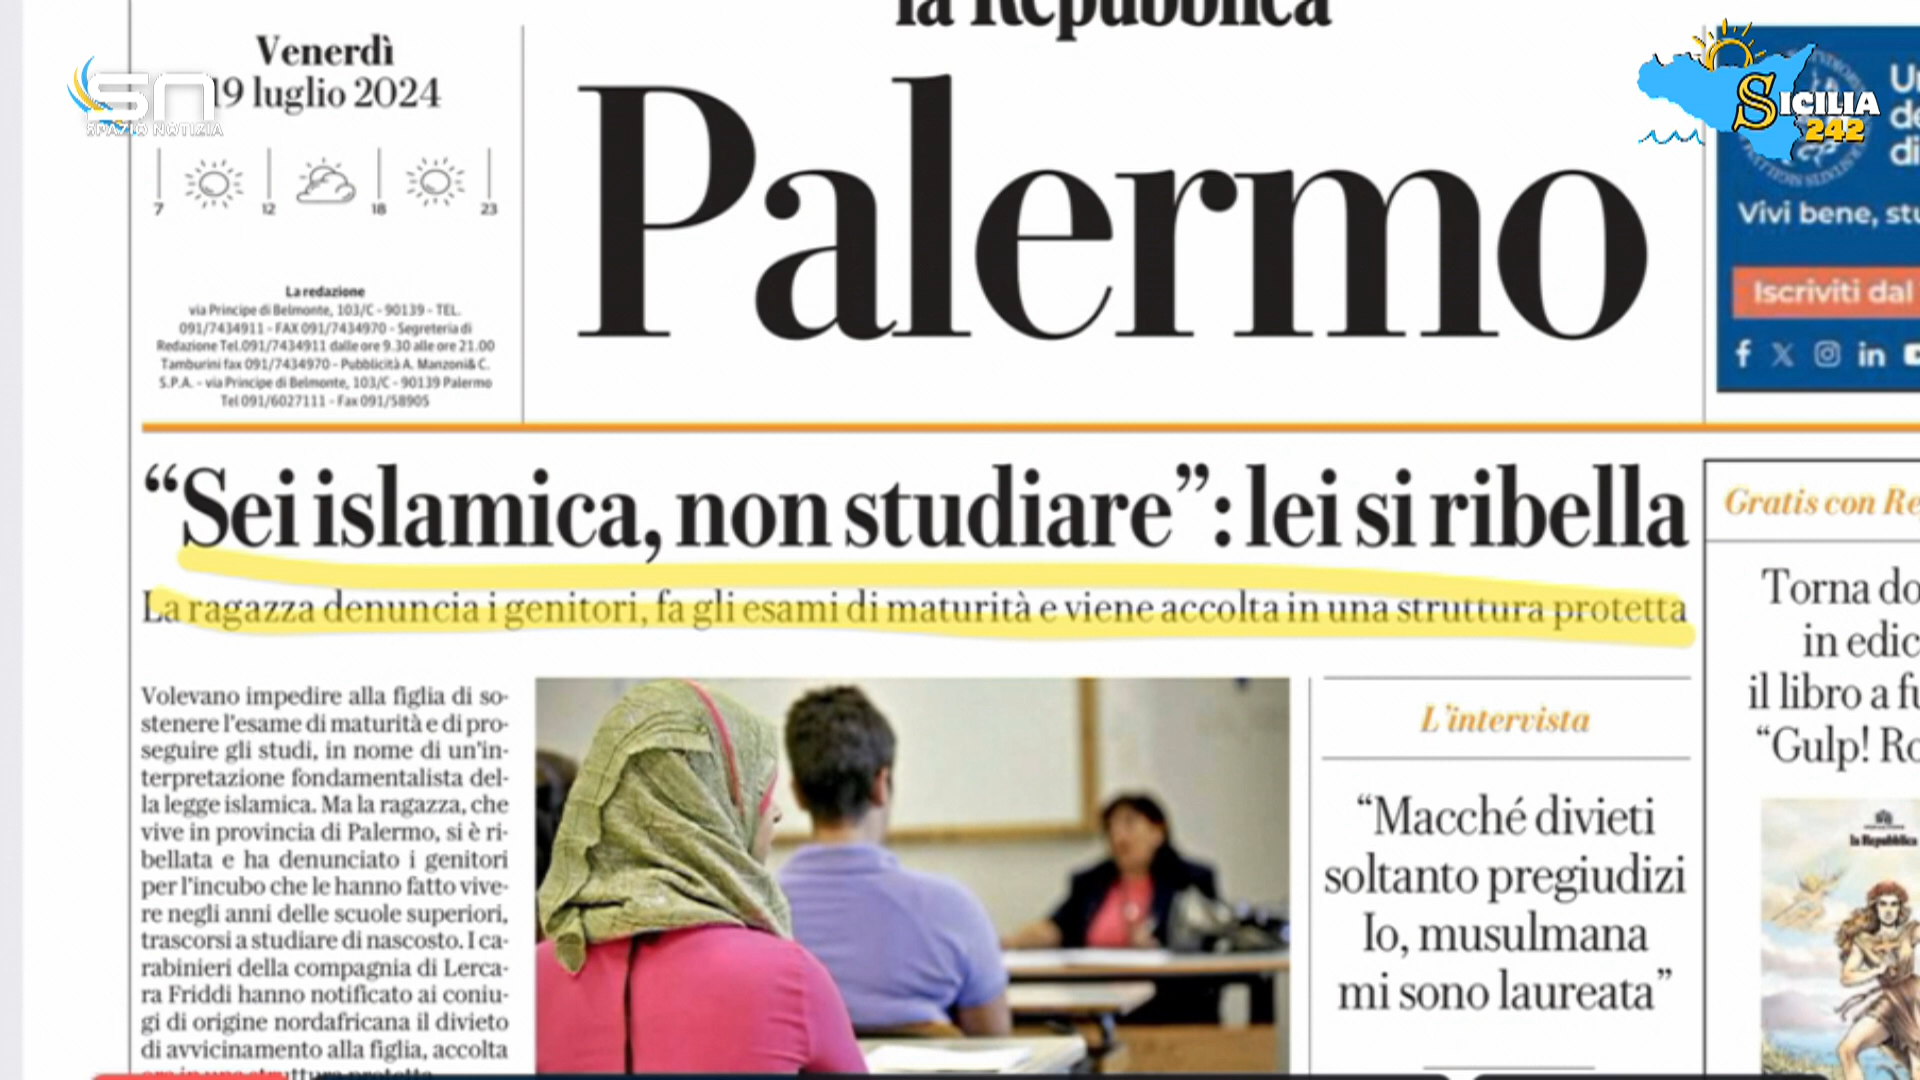 la Repubblica
Venerdì
19 luglio 2024
SN
SPAZIO NOTIZIA
7 12 18 23
La redazione
via Principe di Belmonte, 103/C - 90139 - TEL.
091/7434911 - FAX 091/7434970 - Segreteria di
Redazione Tel.091/7434911 dalle ore 9.30 alle ore 21.00
Tamburini fax 091/7434970 - Pubblicità A. Manzoni& C.
S.P.A. - via Principe di Belmonte, 103/C - 90139 Palermo
Tel 091/6027111 - Fax 091/58905
Palermo
SICILIA
242
Vivi bene,
Iscriviti dal
“Sei islamica, non studiare”: lei si ribella
La ragazza denuncia i genitori, fa gli esami di maturità e viene accolta in una struttura protetta
Volevano impedire alla figlia di so-
stenere l'esame di maturità e di pro-
seguire gli studi, in nome di un'in-
terpretazione fondamentalista del-
la legge islamica. Ma la ragazza, che
vive in provincia di Palermo, si è ri-
bellata e ha denunciato i genitori
per l'incubo che le hanno fatto vive-
re negli anni delle scuole superiori,
trascorsi a studiare di nascosto. I ca-
rabinieri della compagnia di Lerca-
ra Friddi hanno notificato ai coniu-
gi di origine nordafricana il divieto
di avvicinamento alla figlia, accolta
L'intervista
“Macché divieti
soltanto pregiudizi
Io, musulmana
mi sono laureata”
Gratis con
Torna
in
il libro a
“Gulp!
la Repubblica